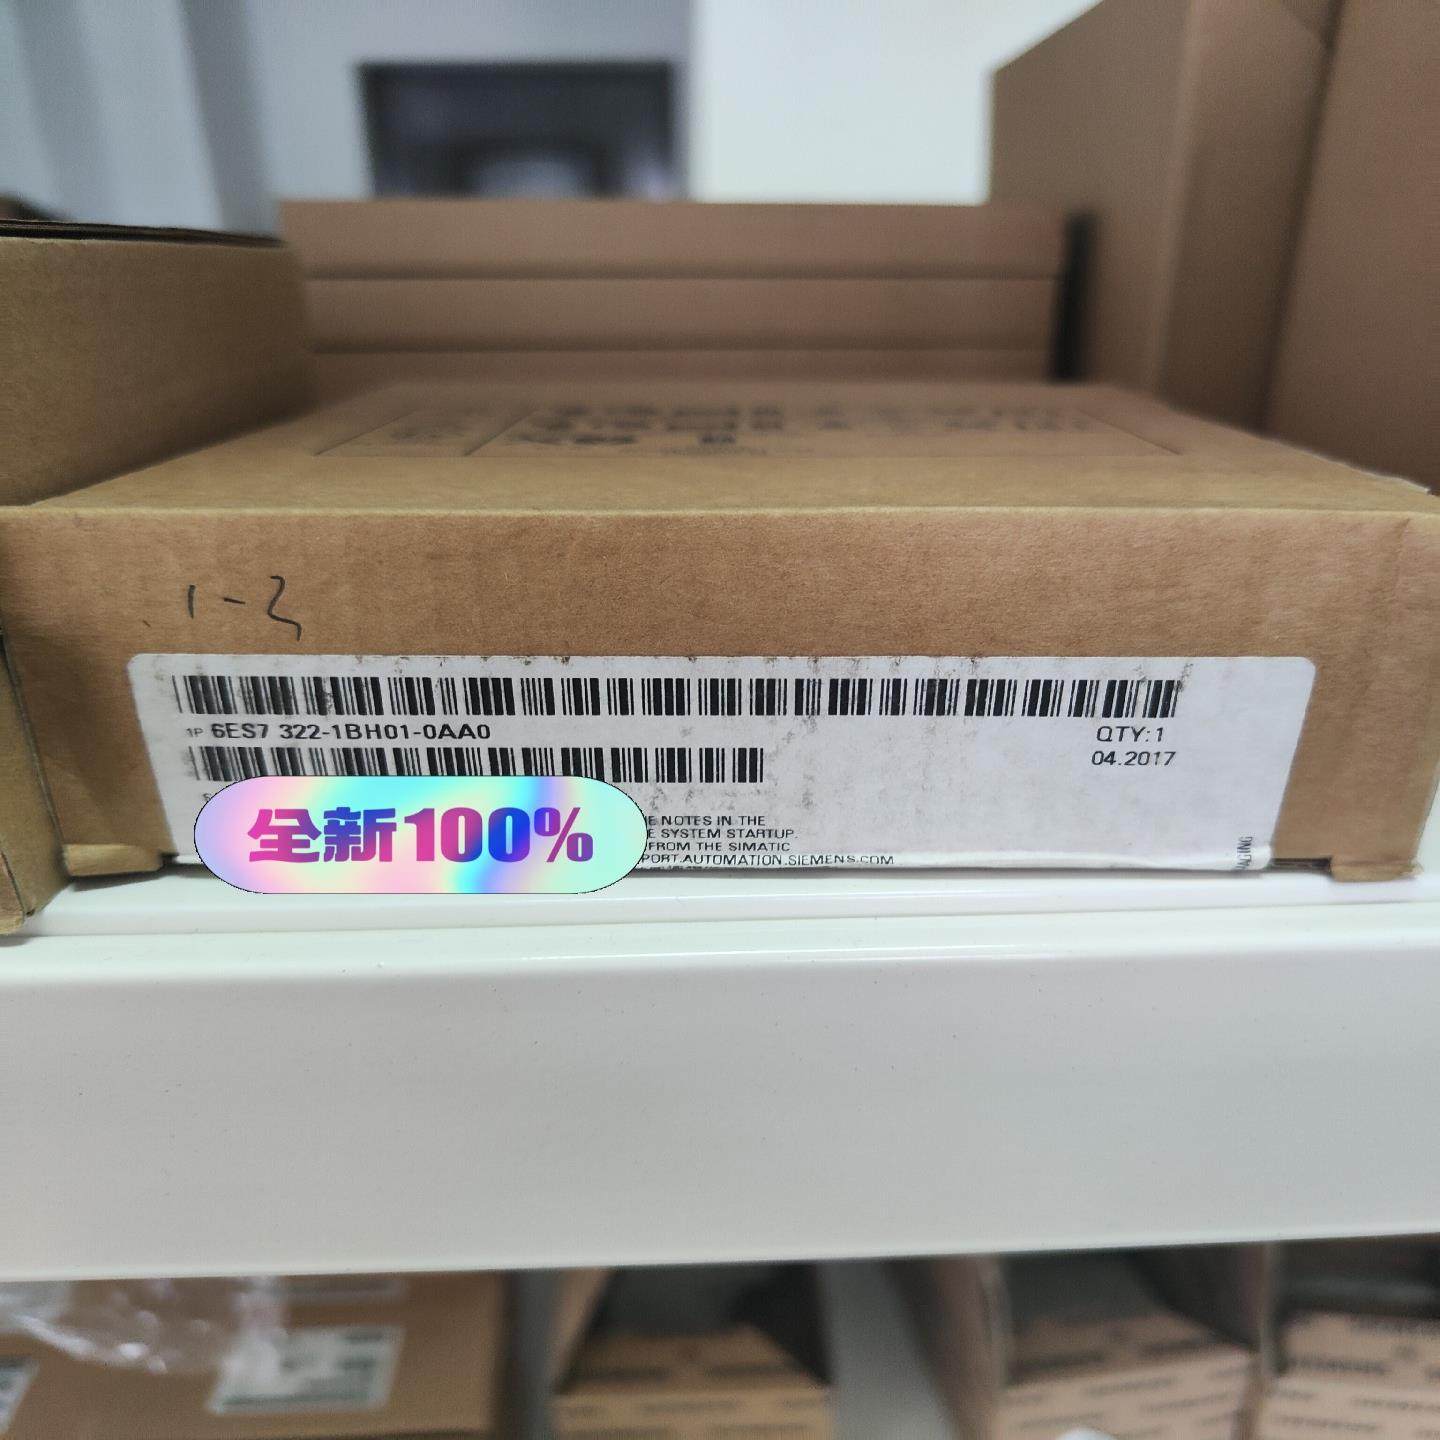 1-3
1P 6ES7 322-1BH01-0AA0
QTY:1
04.2017
S
全新100%
E NOTES IN THE
E SYSTEM STARTUP.
FROM THE SIMATIC
PORT.AUTOMATION.SIEMENS.COM